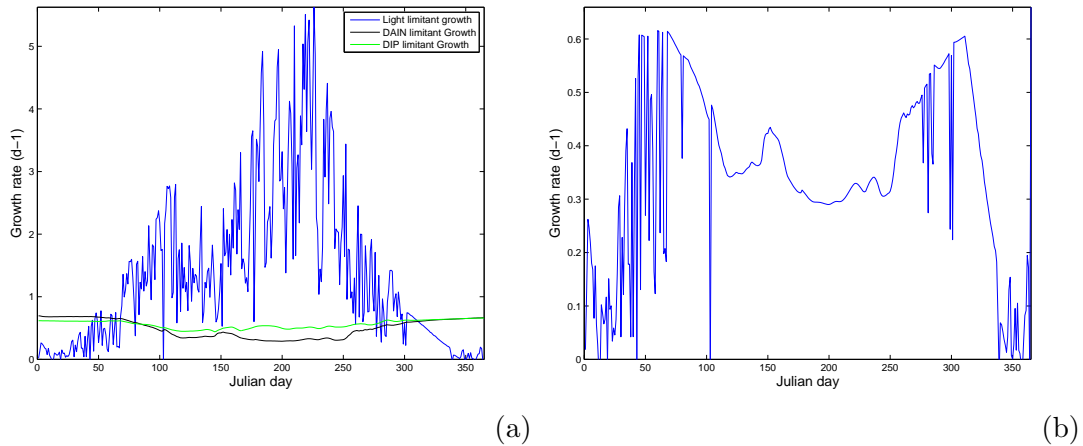 Light limitant growth
DAIN limitant Growth
DIP limitant Growth
Growth rate (d−1)
5
4
3
2
1
0
0 50 100 150 200 250 300 350
Julian day
(a)
Growth rate (d−1)
0.6
0.5
0.4
0.3
0.2
0.1
0
0 50 100 150 200 250 300 350
Julian day
(b)